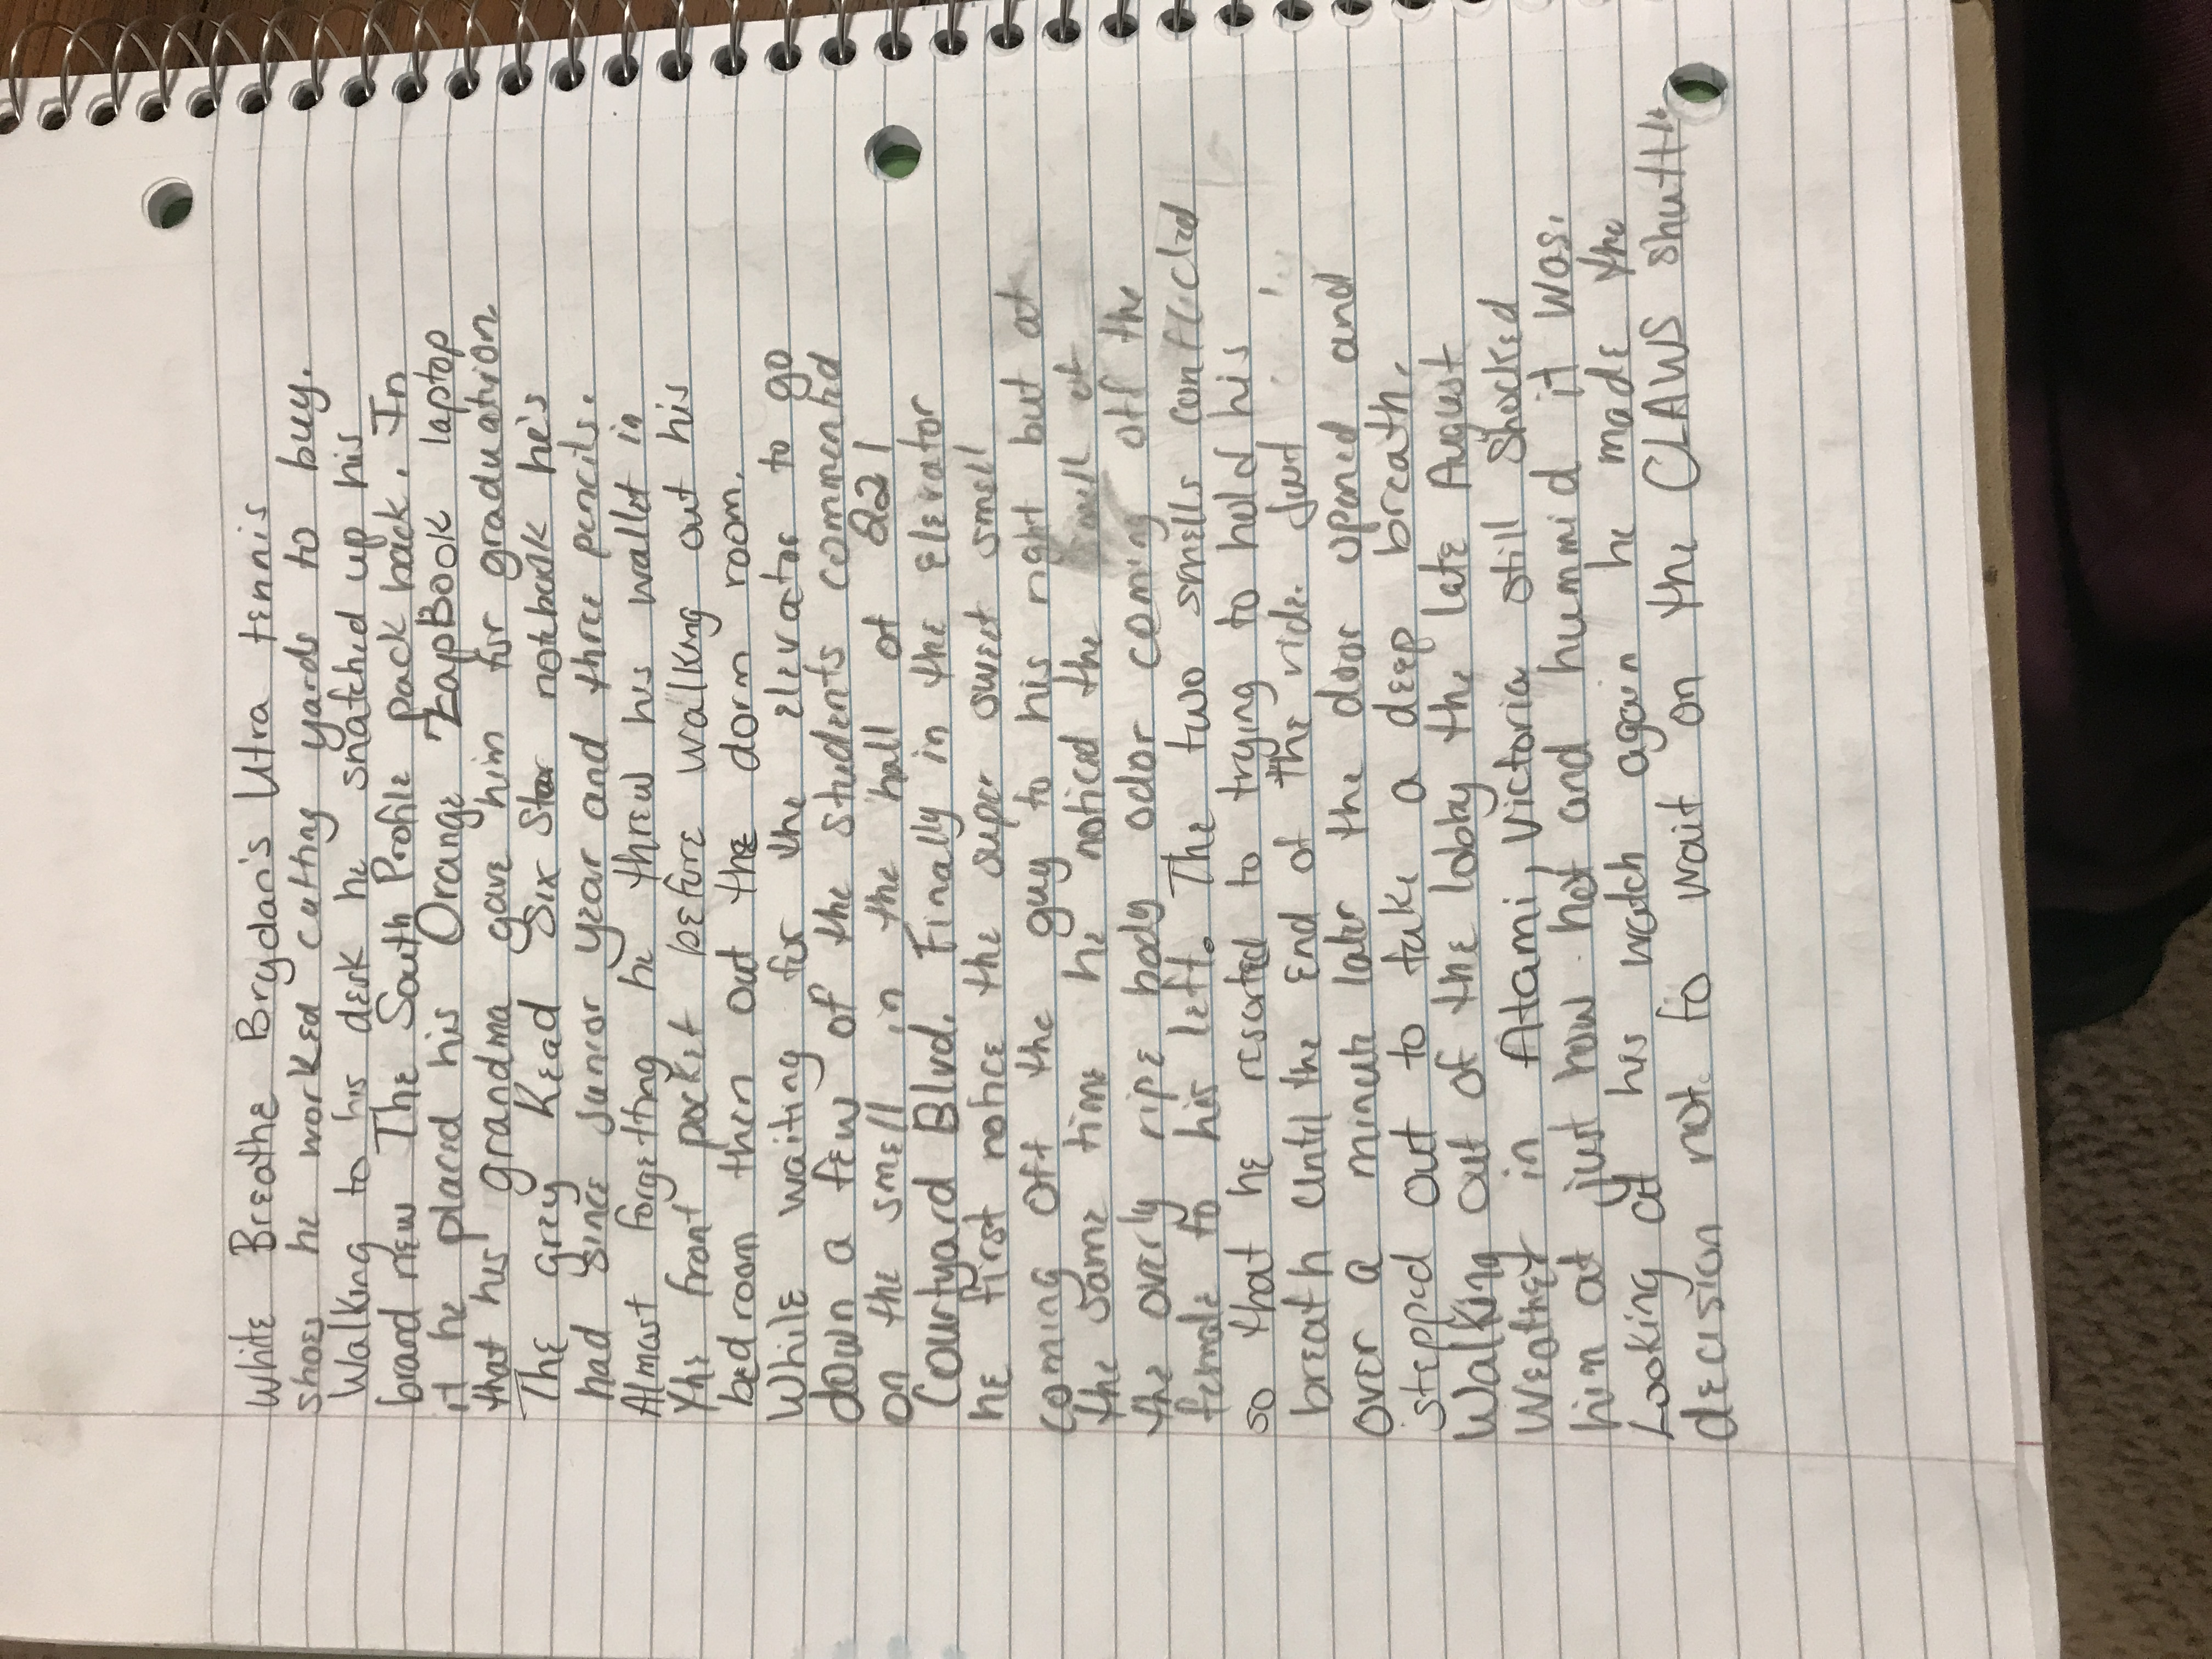 White Breathe Brydan's Utra tennis
shoes he worked cutting yards to buy.
Walking to his desk he snatched up his
brand new The South Profile pack back. In
it he placed his Orange ZapBook laptop
that his grandma gave him for graduation
The grey Kead Six Star notebook he's
had since junior year and three pencils.
Almost forgetting he threw his wallet in
the front pocket before walking out his
bedroom then out the dorm room.
While waiting for the elevator to go
down a few of the students commented
on the smell in the hall of 221
Courtyard Blvd. Finally in the elevator
he first notice the super sweet smell
coming off the guy to his right but at
the same time he noticed the smell of
the overly ripe body odor coming off the
female to his left. The two smells conflicted
so that he resorted to trying to hold his
breath until the end of the ride. Just
over a minute later the door opened and
stepped out to take a deep breath.
Walking out of the lobby the late August
Weather in Atami, Victoria still shocked
him at just how hot and hummid it was.
Looking at his watch again he made the
decision not to wait on the CLAWS shuttle